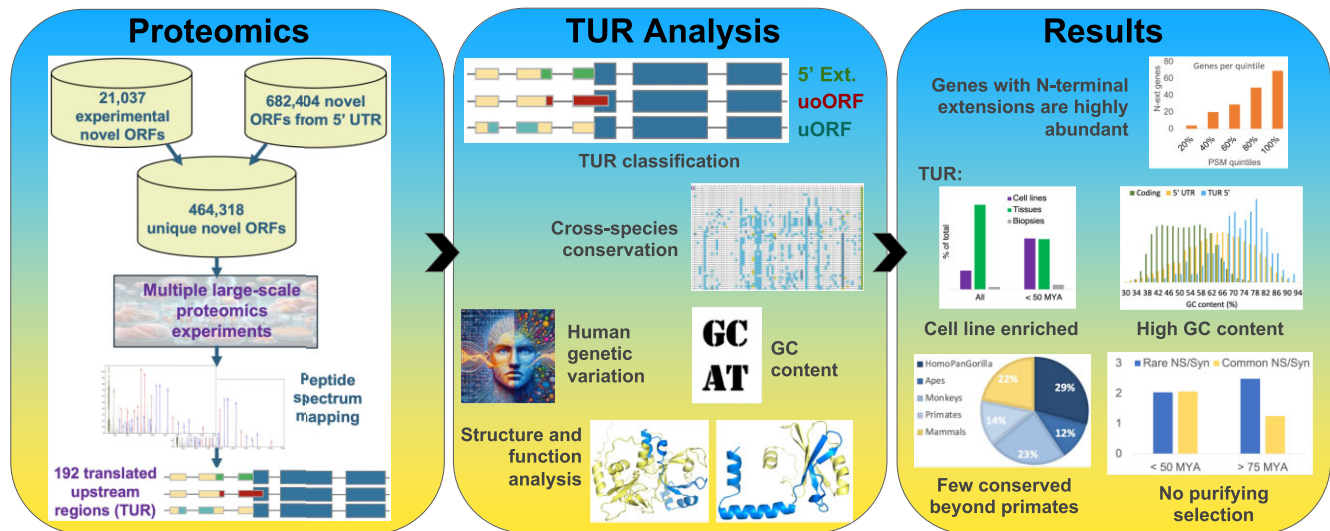 Proteomics
21,037
experimental
novel ORFs
682,404 novel
ORFs from 5' UTR
464,318
unique novel ORFs
Multiple large-scale
proteomics
experiments
Peptide
spectrum
mapping
192 translated
upstream
regions (TUR)
TUR Analysis
5' Ext.
uoORF
uORF
TUR classification
Cross-species
conservation
Human
genetic
variation
GC
AT
GC
content
Structure and
function
analysis
Results
Genes with N-terminal
extensions are highly
abundant
Genes per quintile
N-ext genes
80
60
40
20
0
20%
40%
60%
80%
100%
PSM quintiles
TUR:
Cell lines
Tissues
Biopsies
% of total
All
< 50 MYA
Cell line enriched
Coding
5' UTR
TUR 5'
30 34 38 42 46 50 54 58 62 66 70 74 78 82 86 90 94
GC content (%)
High GC content
HomoPanGorilla
Apes
Monkeys
Primates
Mammals
29%
12%
23%
14%
22%
Few conserved
beyond primates
Rare NS/Syn
Common NS/Syn
3
2
1
0
< 50 MYA
> 75 MYA
No purifying
selection